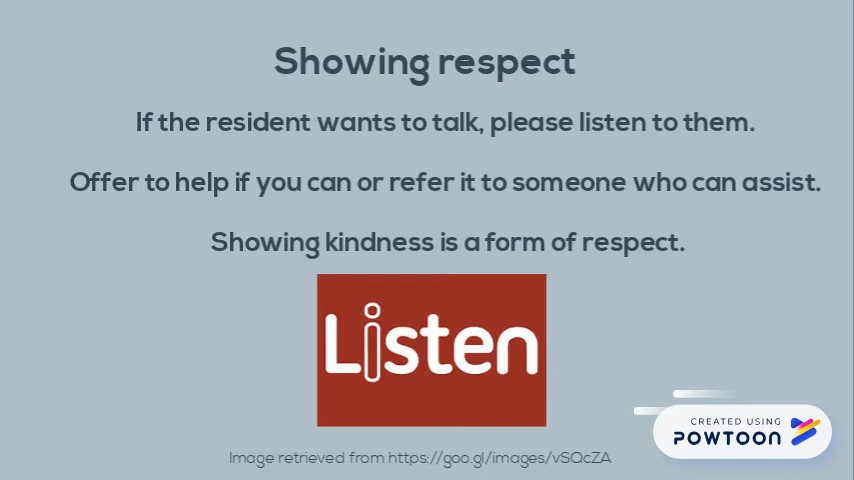 Showing respect
If the resident wants to talk, please listen to them.
Offer to help if you can or refer it to someone who can assist.
Showing kindness is a form of respect.
Listen
CREATED USING
POWTOON
Image retrieved from https://goo.gl/images/vSQcZA